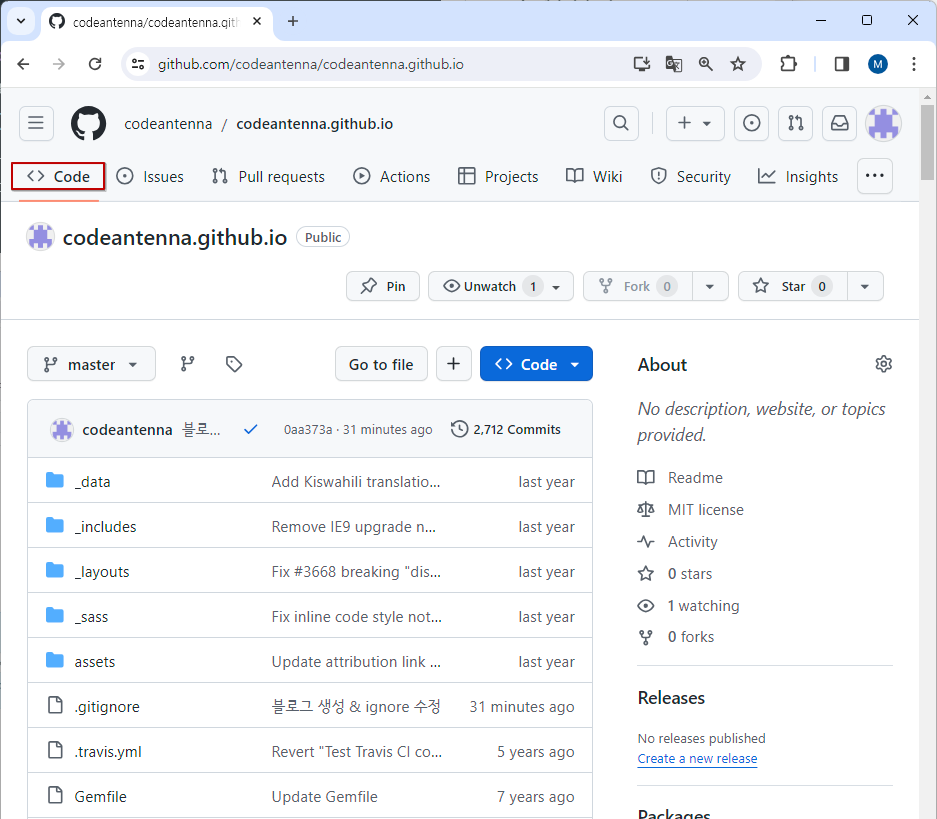 codeantenna/codeantenna.gith
github.com/codeantenna/codeantenna.github.io
M
codeantenna / codeantenna.github.io
Code Issues Pull requests Actions Projects Wiki Security Insights
codeantenna.github.io Public
Pin Unwatch 1 Fork 0 Star 0
master Go to file Code
codeantenna 블로... 0aa373a · 31 minutes ago 2,712 Commits
_data Add Kiswahili translatio... last year
_includes Remove IE9 upgrade n... last year
_layouts Fix #3668 breaking "dis... last year
_sass Fix inline code style not... last year
assets Update attribution link ... last year
.gitignore 블로그 생성 & ignore 수정 31 minutes ago
.travis.yml Revert "Test Travis CI co... 5 years ago
Gemfile Update Gemfile 7 years ago
About
No description, website, or topics
provided.
Readme
MIT license
Activity
0 stars
1 watching
0 forks
Releases
No releases published
Create a new release
Packages